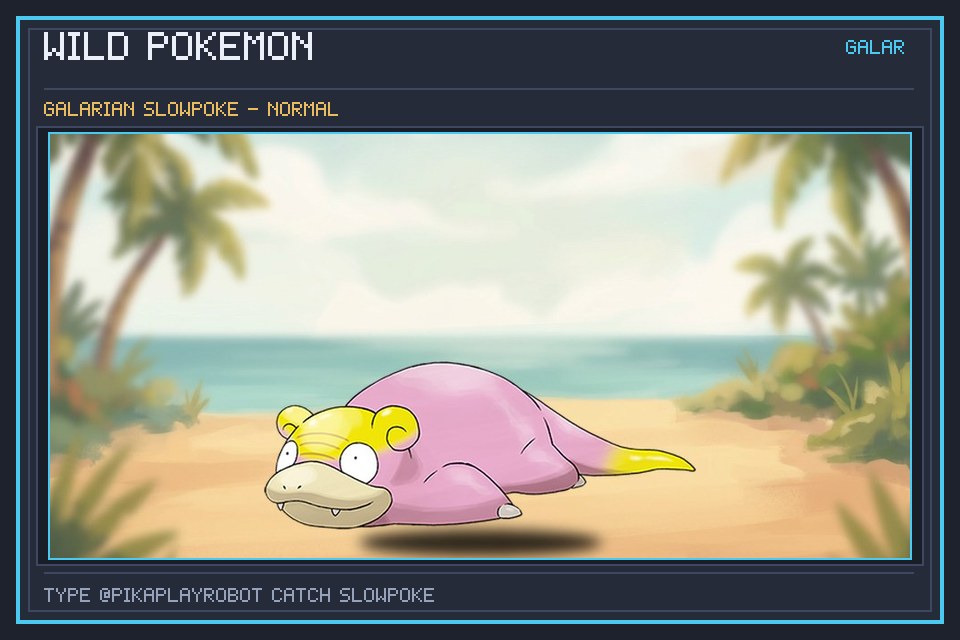 WILD POKEMON
GALAR
GALARIAN SLOWPOKE - NORMAL
TYPE @PIKAPLAYROBOT CATCH SLOWPOKE